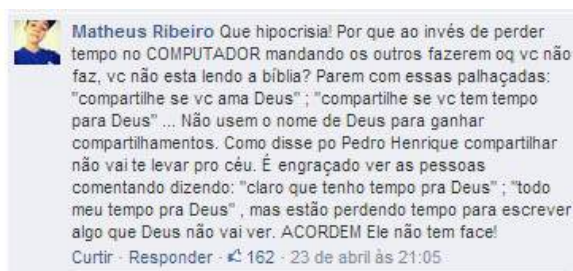 Matheus Ribeiro Que hipocrisia! Por que ao invés de perder
tempo no COMPUTADOR mandando os outros fazerem oq vc não
faz, vc não esta lendo a bíblia? Parem com essas palhaçadas:
"compartilhe se vc ama Deus" ; "compartilhe se vc tem tempo
para Deus" ... Não usem o nome de Deus para ganhar
compartilhamentos. Como disse po Pedro Henrique compartilhar
não vai te levar pro céu. É engraçado ver as pessoas
comentando dizendo: "claro que tenho tempo pra Deus" ; "todo
meu tempo pra Deus" , mas estão perdendo tempo para escrever
algo que Deus não vai ver. ACORDEM Ele não tem face!
Curtir · Responder · 162 · 23 de abril às 21:05